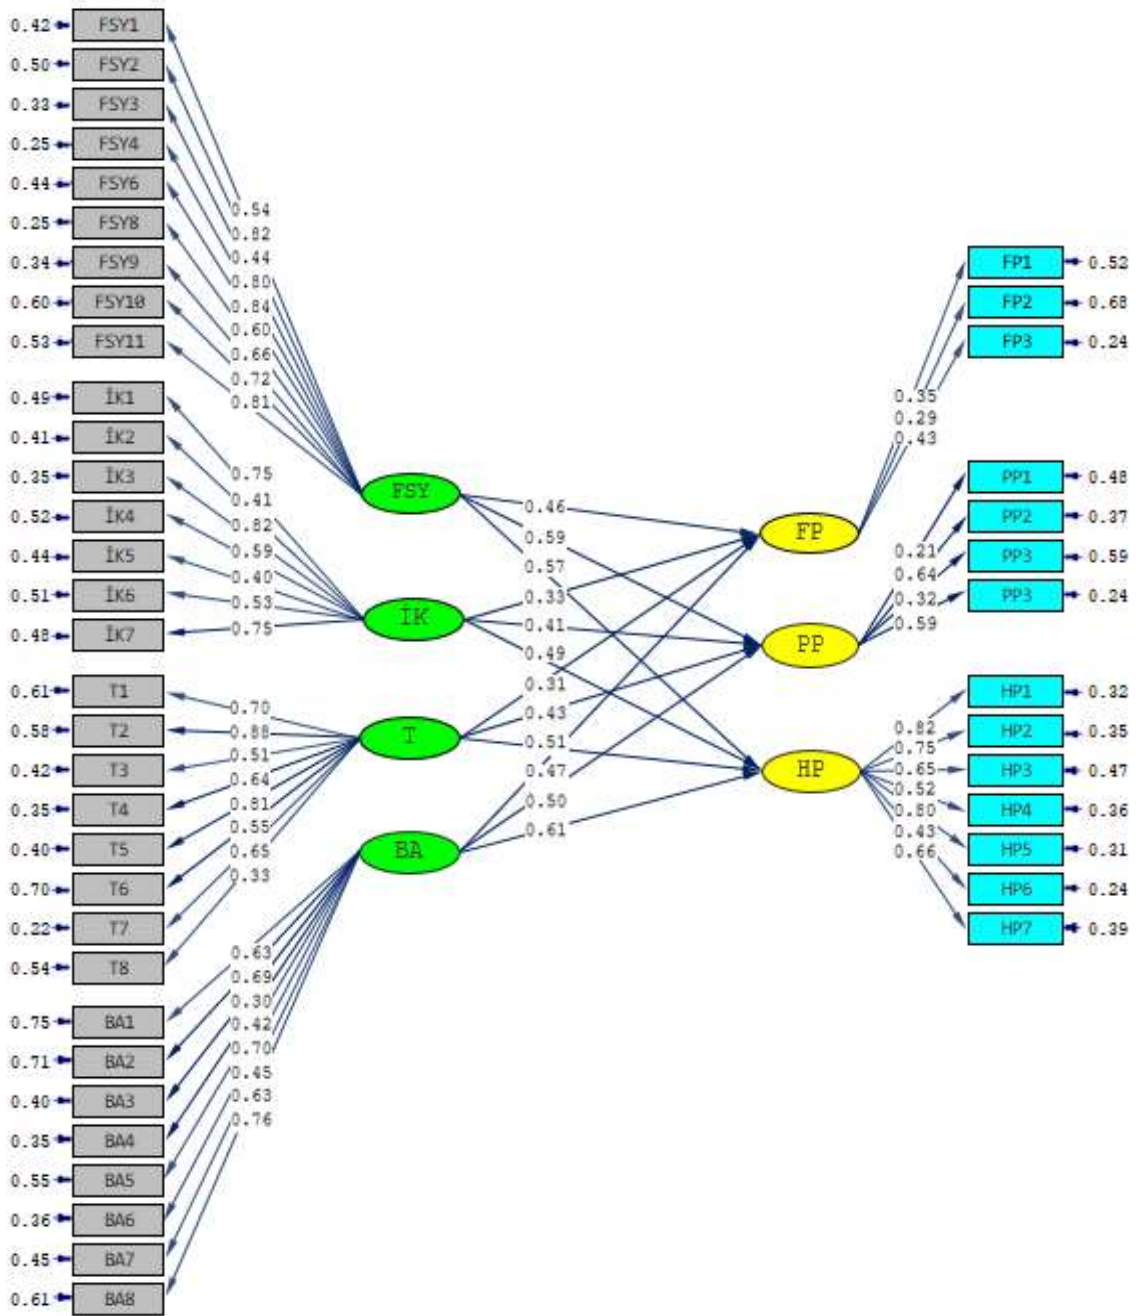 0.42 FSY1
0.50 FSY2
0.33 FSY3
0.25 FSY4
0.44 FSY6
0.25 FSY8
0.34 FSY9
0.60 FSY10
0.53 FSY11
0.54
0.82
0.44
0.80
0.84
0.60
0.66
0.72
0.81
0.49 İK1
0.41 İK2
0.35 İK3
0.52 İK4
0.44 İK5
0.51 İK6
0.48 İK7
0.75
0.41
0.82
0.59
0.40
0.53
0.75
0.61 T1
0.58 T2
0.42 T3
0.35 T4
0.40 T5
0.70 T6
0.22 T7
0.54 T8
0.70
0.88
0.51
0.64
0.81
0.55
0.65
0.33
0.75 BA1
0.71 BA2
0.40 BA3
0.35 BA4
0.55 BA5
0.36 BA6
0.45 BA7
0.61 BA8
0.63
0.69
0.30
0.42
0.70
0.45
0.63
0.76
FSY
İK
T
BA
0.46
0.59
0.57
0.33
0.41
0.49
0.31
0.43
0.51
0.47
0.50
0.61
FP
PP
HP
0.35
0.29
0.43
FP1 0.52
FP2 0.68
FP3 0.24
0.21
0.64
0.32
0.59
PP1 0.48
PP2 0.37
PP3 0.59
PP3 0.24
0.82
0.75
0.65
0.52
0.80
0.43
0.66
HP1 0.32
HP2 0.35
HP3 0.47
HP4 0.36
HP5 0.31
HP6 0.24
HP7 0.39